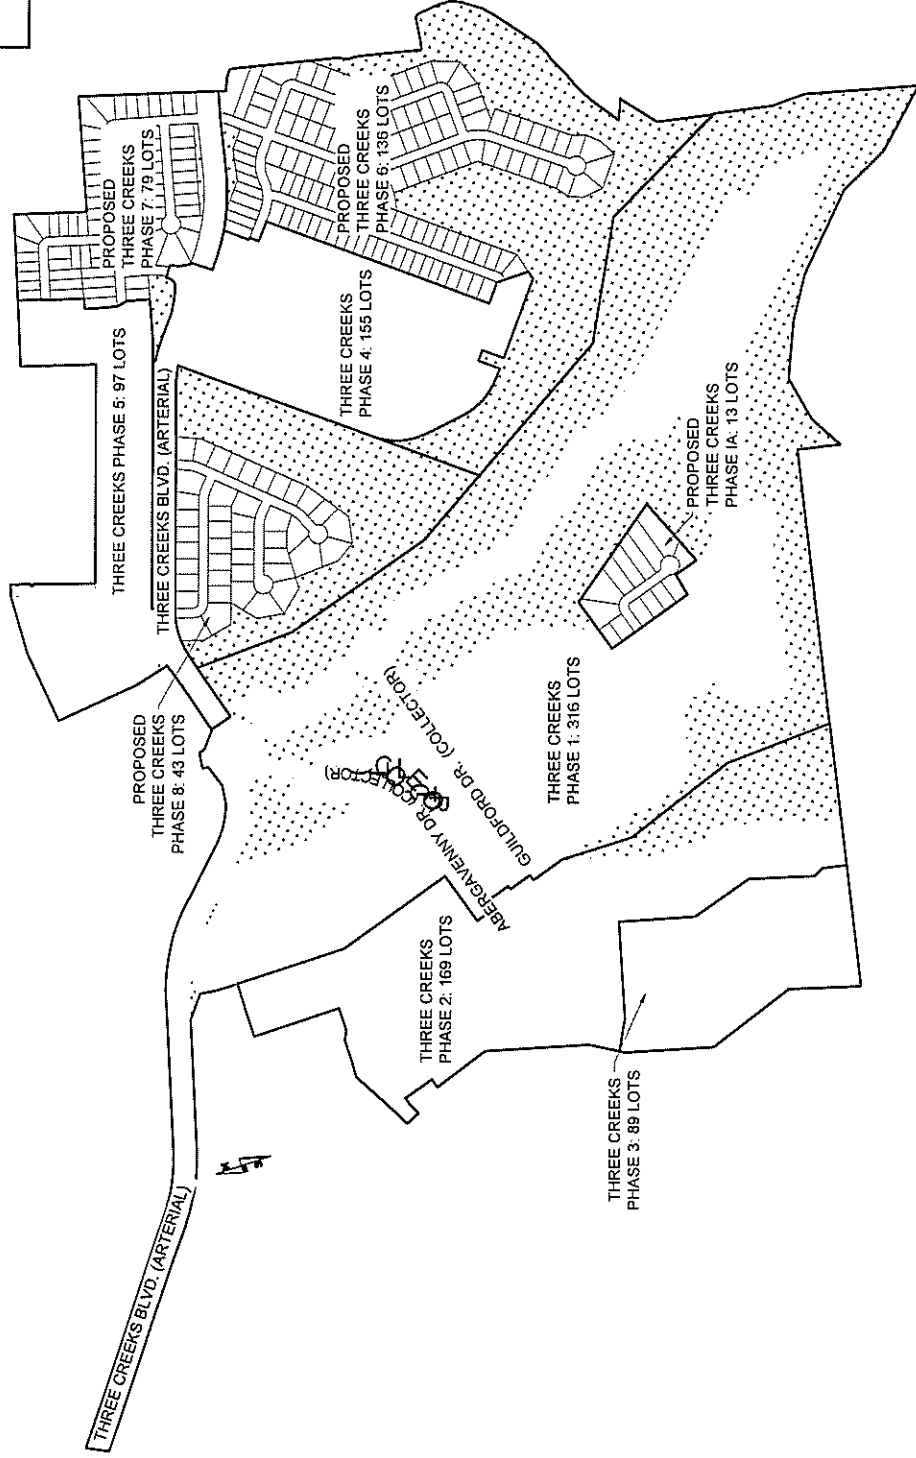 PROPOSED
THREE CREEKS
PHASE 7: 79 LOTS
PROPOSED
THREE CREEKS
PHASE 6: 136 LOTS
THREE CREEKS PHASE 5: 97 LOTS
THREE CREEKS
PHASE 4: 155 LOTS
THREE CREEKS BLVD. (ARTERIAL)
PROPOSED
THREE CREEKS
PHASE IA: 13 LOTS
PROPOSED
THREE CREEKS
PHASE 8: 43 LOTS
GUILDFORD DR. (COLLECTOR)
ABERGAVENNY DR. (COLLECTOR)
THREE CREEKS
PHASE 1: 316 LOTS
THREE CREEKS
PHASE 2: 169 LOTS
THREE CREEKS
PHASE 3: 89 LOTS
THREE CREEKS BLVD. (ARTERIAL)